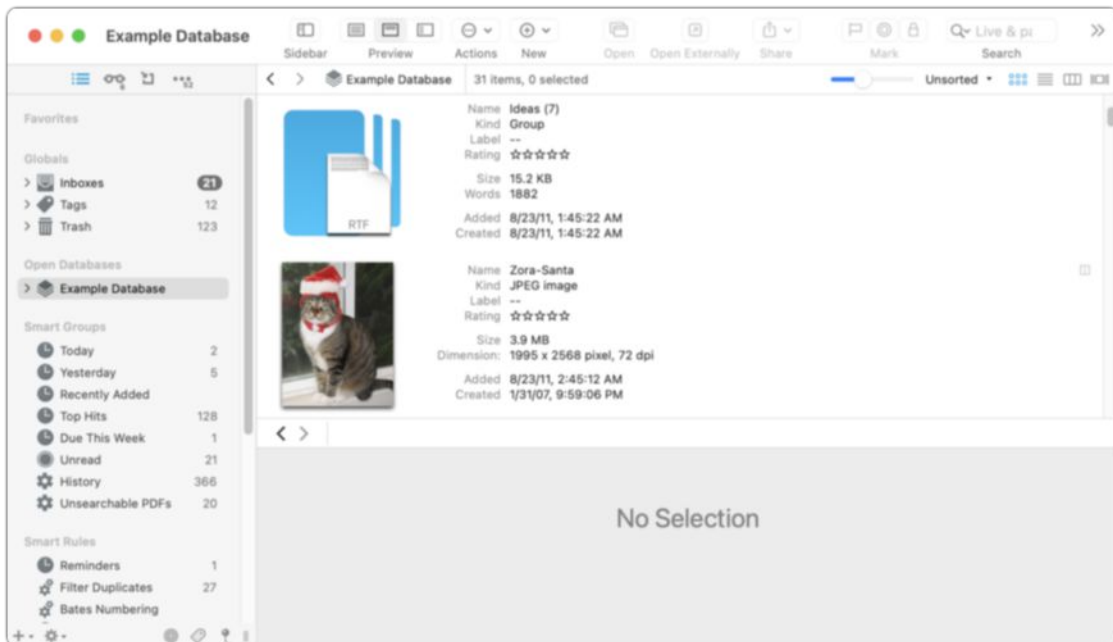 Example Database
Sidebar
Preview
Actions
New
Open
Open Externally
Share
Mark
Live & pa
Search
Example Database
31 items, 0 selected
Unsorted
Favorites
Globals
Inboxes 21
Tags 12
Trash 123
Open Databases
Example Database
Smart Groups
Today 2
Yesterday 5
Recently Added
Top Hits 128
Due This Week 1
Unread 21
History 366
Unsearchable PDFs 20
Smart Rules
Reminders 1
Filter Duplicates 27
Bates Numbering
RTF
Name Ideas (7)
Kind Group
Label --
Rating ☆☆☆☆☆
Size 15.2 KB
Words 1882
Added 8/23/11, 1:45:22 AM
Created 8/23/11, 1:45:22 AM
Name Zora-Santa
Kind JPEG image
Label --
Rating ☆☆☆☆☆
Size 3.9 MB
Dimension: 1995 x 2568 pixel, 72 dpi
Added 8/23/11, 2:45:12 AM
Created 1/31/07, 9:59:06 PM
No Selection